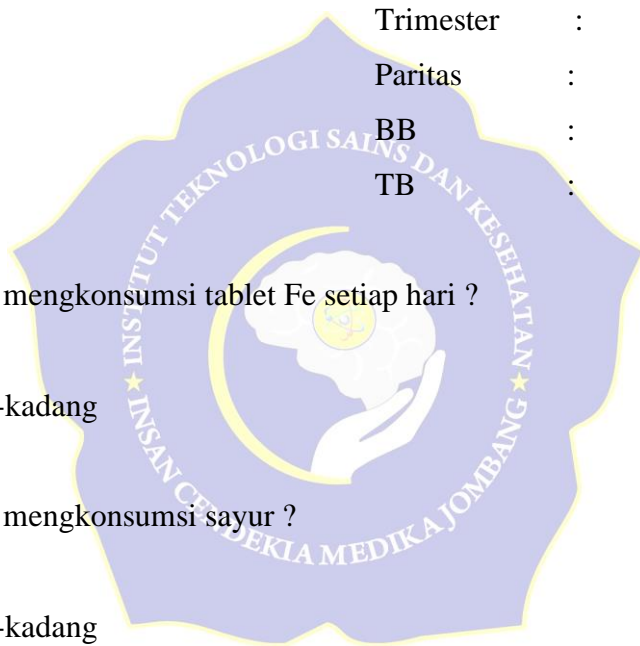 Trimester :
Paritas :
BB :
TB :
mengkonsumsi tablet Fe setiap hari ?
-kadang
mengkonsumsi sayur ?
-kadang
INSTITUT TEKNOLOGI SAINS DAN KESEHATAN
INSAN CENDEKIA MEDIKA JOMBANG